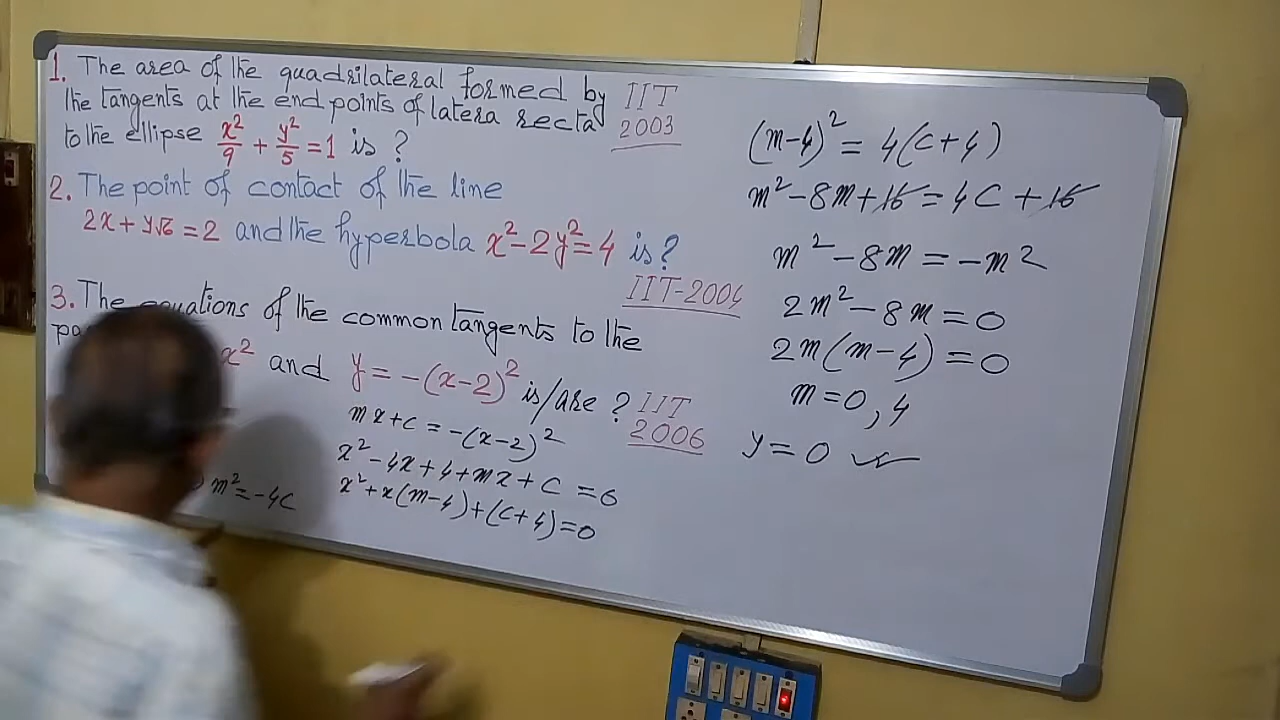 1. The area of the quadrilateral formed by
the tangents at the end points of latera recta
to the ellipse x²/9 + y²/5 = 1 is ?
IIT
2003
2. The point of contact of the line
2x + y√6 = 2 and the hyperbola x² - 2y² = 4 is ?
IIT-2004
3. The equations of the common tangents to the
x² and y = -(x-2)² is/are ?
IIT
2006
mx + c = -(x-2)²
x² - 4x + 4 + mx + c = 0
x² + x(m-4) + (c+4) = 0
m² = -4c
(m-4)² = 4(c+4)
m² - 8m + 16 = 4c + 16
m² - 8m = -m²
2m² - 8m = 0
2m(m-4) = 0
m = 0, 4
y = 0